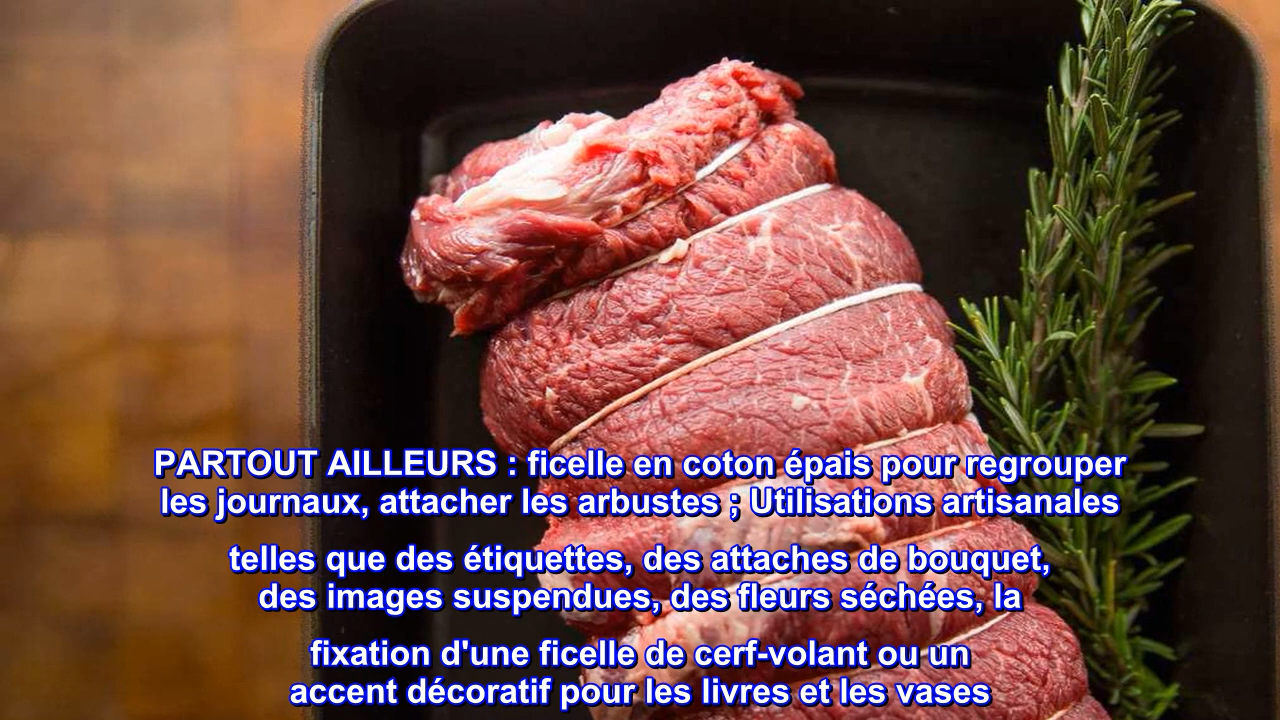 PARTOUT AILLEURS : ficelle en coton épais pour regrouper
les journaux, attacher les arbustes ; Utilisations artisanales
telles que des étiquettes, des attaches de bouquet,
des images suspendues, des fleurs séchées, la
fixation d'une ficelle de cerf-volant ou un
accent décoratif pour les livres et les vases